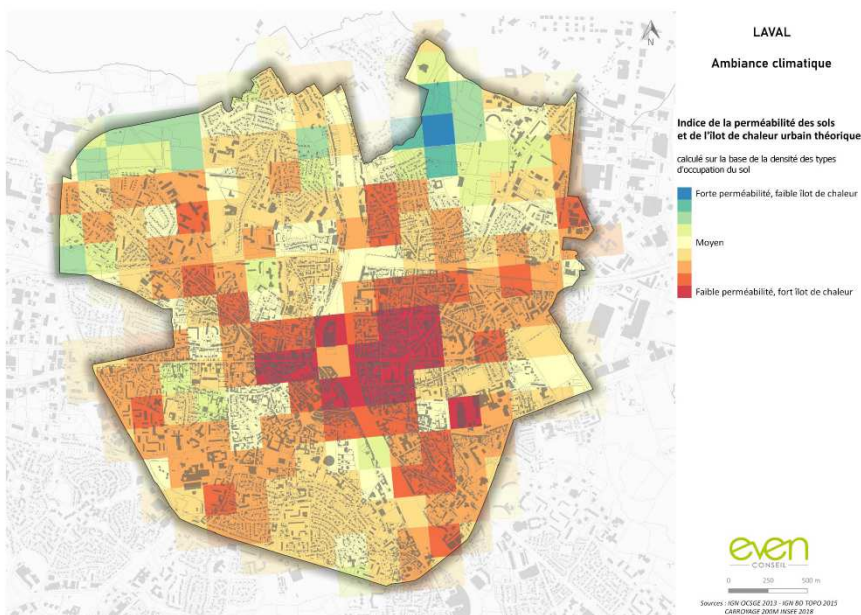 LAVAL
Ambiance climatique
N
Indice de la perméabilité des sols
et de l'îlot de chaleur urbain théorique
calculé sur la base de la densité des types
d'occupation du sol
Forte perméabilité, faible îlot de chaleur
Moyen
Faible perméabilité, fort îlot de chaleur
even
CONSEIL
0 250 500 m
Sources : IGN OCSGE 2013 - IGN BD TOPO 2015
CARROYAGE 200M INSEE 2018